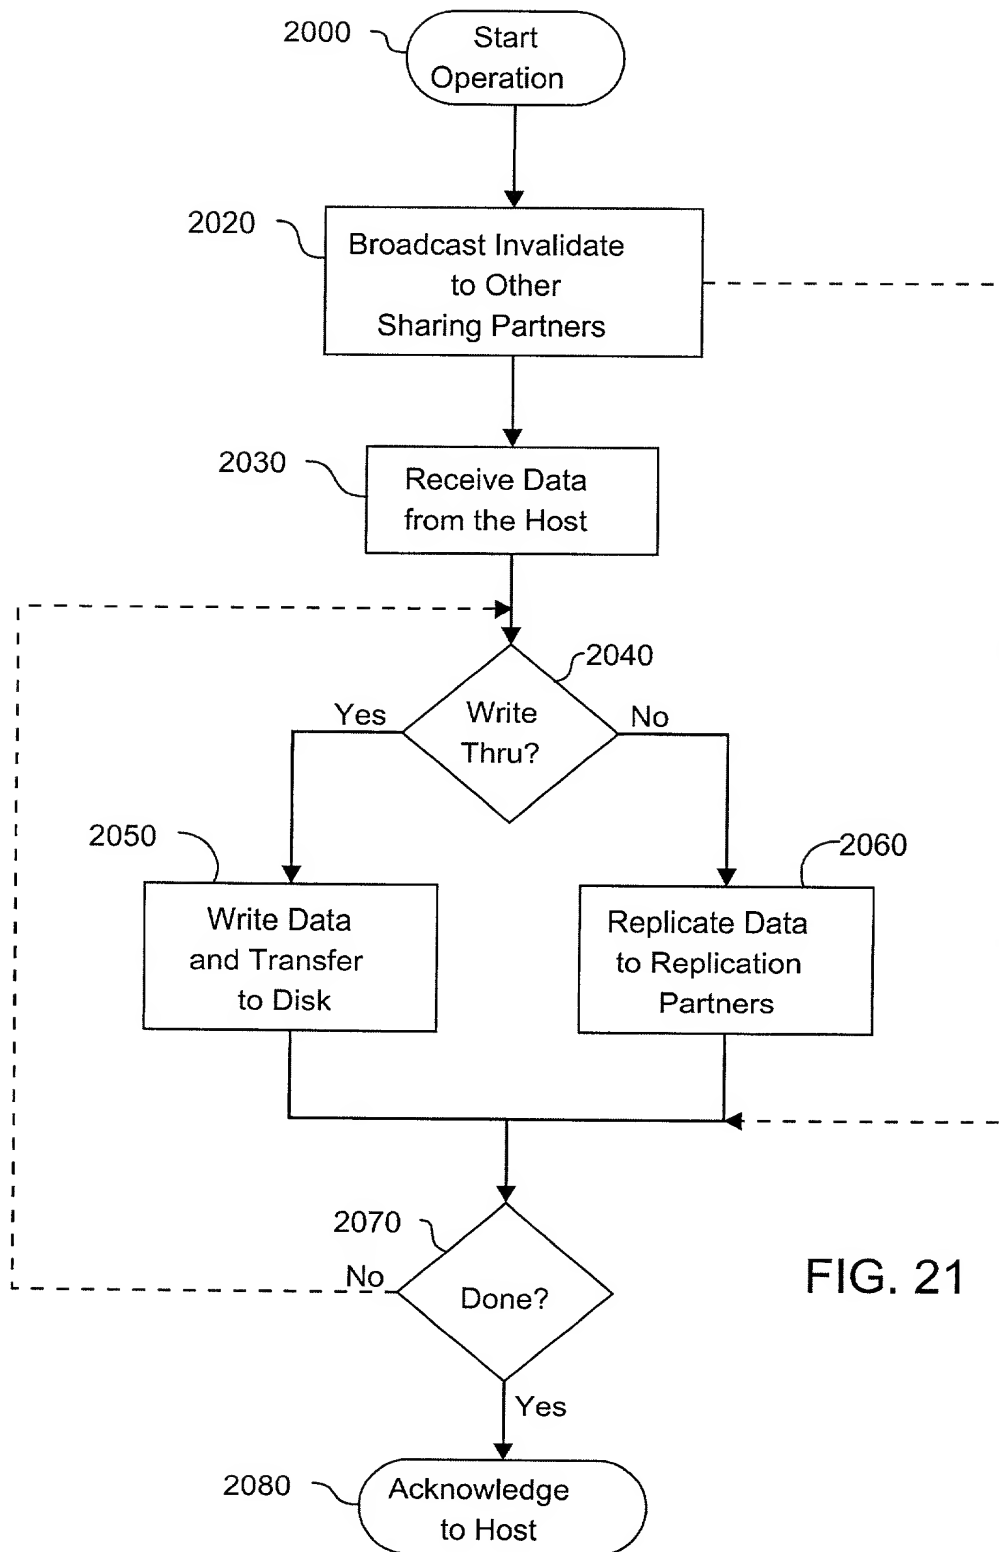 2000
Start
Operation
2020
Broadcast Invalidate
to Other
Sharing Partners
2030
Receive Data
from the Host
2040
Write
Thru?
Yes
No
2050
Write Data
and Transfer
to Disk
2060
Replicate Data
to Replication
Partners
2070
Done?
No
Yes
FIG. 21
2080
Acknowledge
to Host